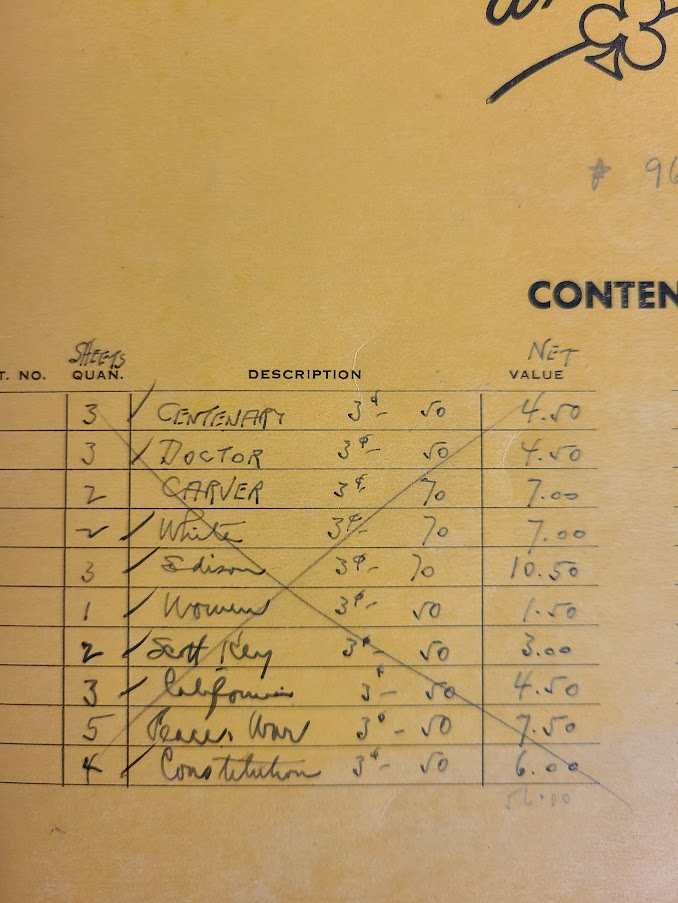 # 96
CONTEN
SHEETS NET
T. NO. QUAN. DESCRIPTION VALUE
3 / CENTENARY 3¢- 50 4.50
3 / DOCTOR 3¢- 50 4.50
2 CARVER 3¢- 70 7.00
2 / White 3¢- 70 7.00
3 / Edison 3¢- 70 10.50
1 / Women 3¢- 50 1.50
2 / Scott Key 3¢- 50 3.00
3 / California 3¢- 50 4.50
5 War 3¢- 50 7.50
4 / Constitution 3¢- 50 6.00
56.00